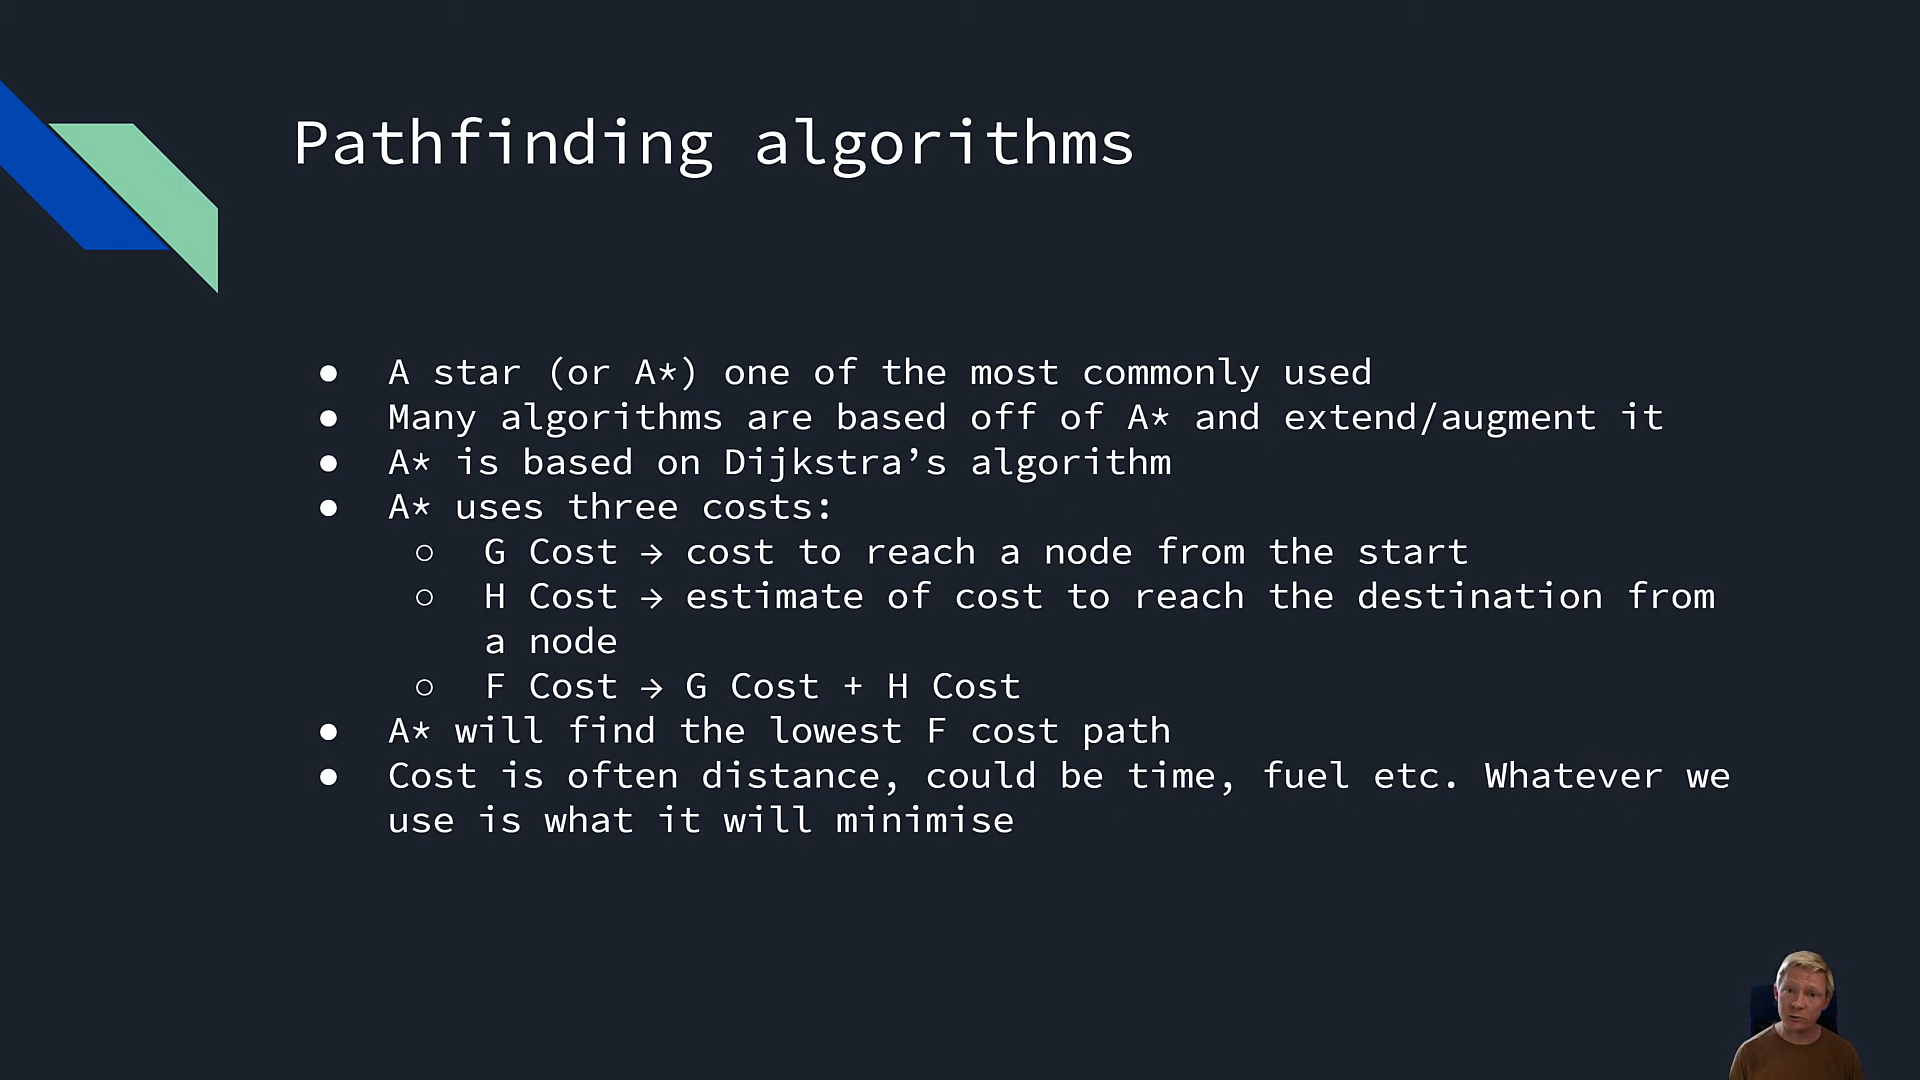 Pathfinding algorithms
● A star (or A*) one of the most commonly used
● Many algorithms are based off of A* and extend/augment it
● A* is based on Dijkstra’s algorithm
● A* uses three costs:
○ G Cost → cost to reach a node from the start
○ H Cost → estimate of cost to reach the destination from
a node
○ F Cost → G Cost + H Cost
● A* will find the lowest F cost path
● Cost is often distance, could be time, fuel etc. Whatever we
use is what it will minimise